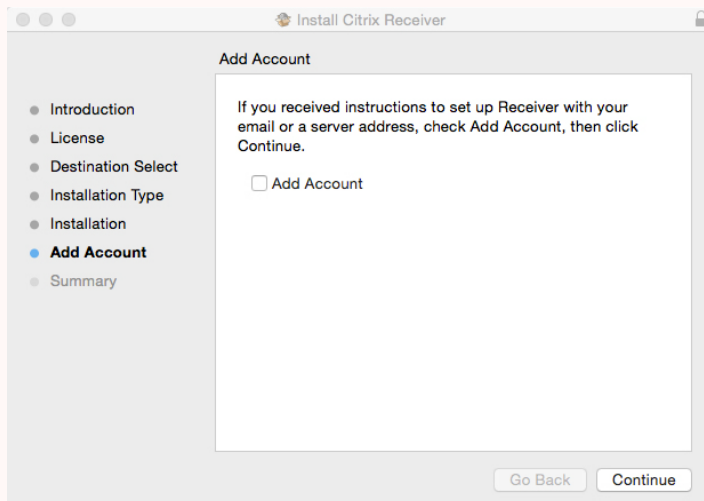 Install Citrix Receiver
Add Account
Introduction
License
Destination Select
Installation Type
Installation
Add Account
Summary
If you received instructions to set up Receiver with your
email or a server address, check Add Account, then click
Continue.
Add Account
Go Back
Continue